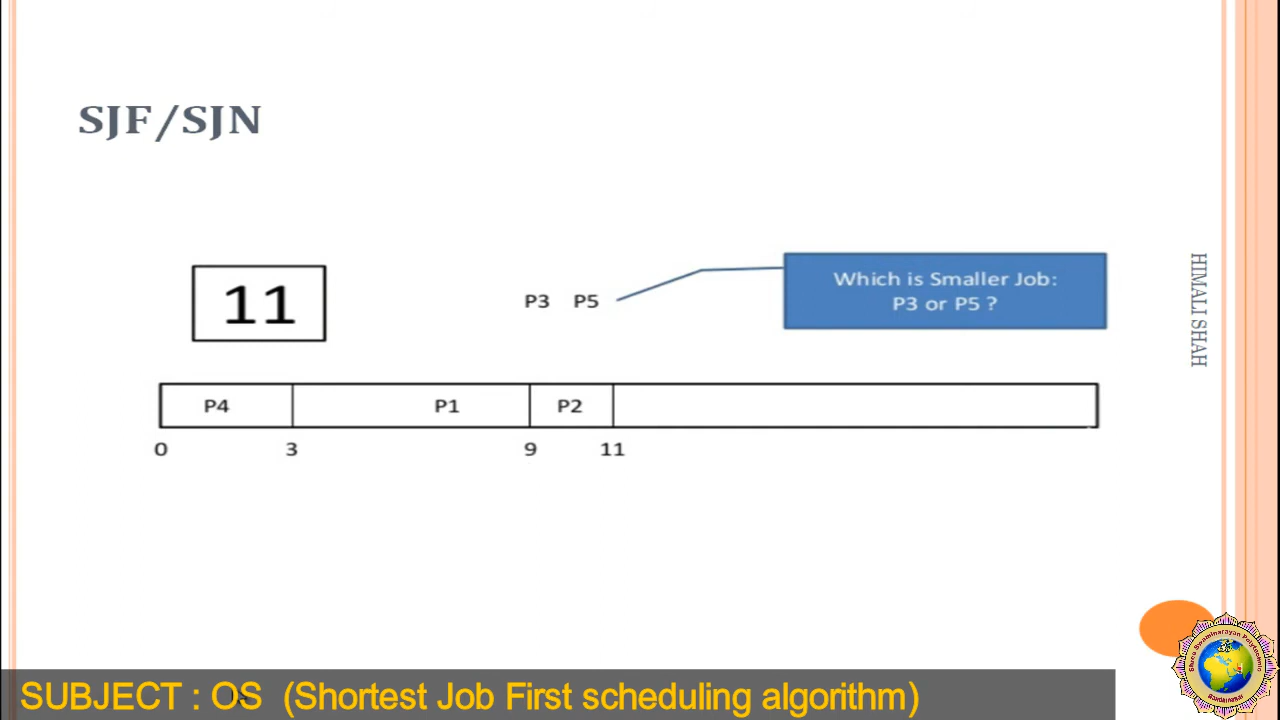 SJF/SJN
11
P3 P5
Which is Smaller Job:
P3 or P5 ?
HIMALI SHAH
P4 P1 P2
0 3 9 11
SUBJECT : OS (Shortest Job First scheduling algorithm)